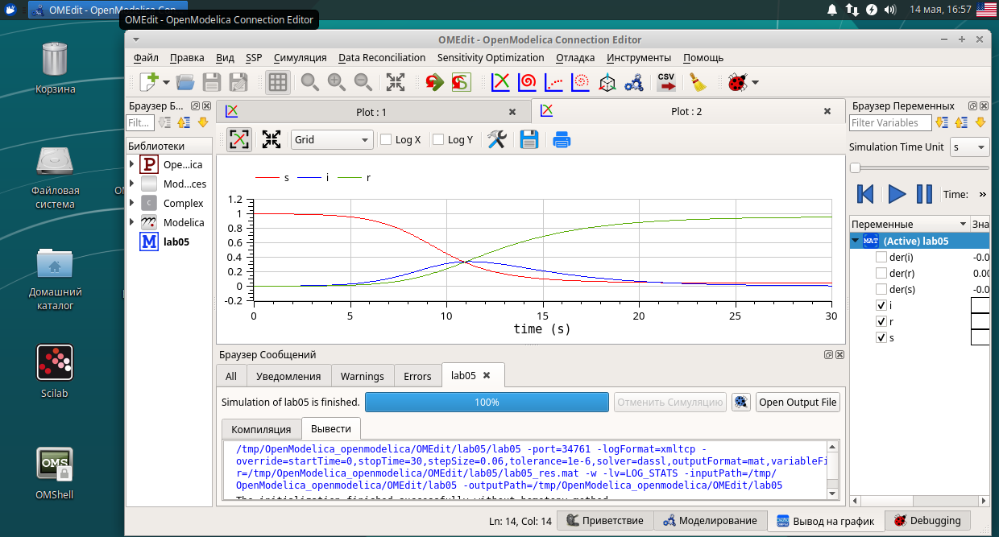 OMEdit - OpenModelica Con...
14 мая, 16:57
OMEdit - OpenModelica Connection Editor
OMEdit - OpenModelica Connection Editor
Корзина
Файловая
система
Домашний
каталог
Scilab
OMS
OMShell
Файл Правка Вид SSP Симуляция Data Reconciliation Sensitivity Optimization Отладка Инструменты Помощь
CSV
Браузер Б...
Filt...
Библиотеки
P Ope...ica
Mod...ces
C Complex
Modelica
M lab05
Plot : 1
Plot : 2
Grid
Log X
Log Y
s i r
1.2
1
0.8
0.6
0.4
0.2
0
-0.2
0 5 10 15 20 25 30
time (s)
Браузер Сообщений
All Уведомления Warnings Errors lab05
Simulation of lab05 is finished. 100% Отменить Симуляцию Open Output File
Компиляция Вывести
/tmp/OpenModelica_openmodelica/OMEdit/lab05/lab05 -port=34761 -logFormat=xmltcp -
override=startTime=0,stopTime=30,stepSize=0.06,tolerance=1e-6,solver=dassl,outputFormat=mat,variableFi
r=/tmp/OpenModelica_openmodelica/OMEdit/lab05/lab05_res.mat -w -lv=LOG_STATS -inputPath=/tmp/
OpenModelica_openmodelica/OMEdit/lab05 -outputPath=/tmp/OpenModelica_openmodelica/OMEdit/lab05
The initialization finished successfully without homotopy method.
Браузер Переменных
Filter Variables
Simulation Time Unit s
Time: »
Переменные Зна
MAT (Active) lab05
der(i) -0.0
der(r) 0.00
der(s) -0.0
i
r
s
Ln: 14, Col: 14 Приветствие Моделирование Вывод на график Debugging